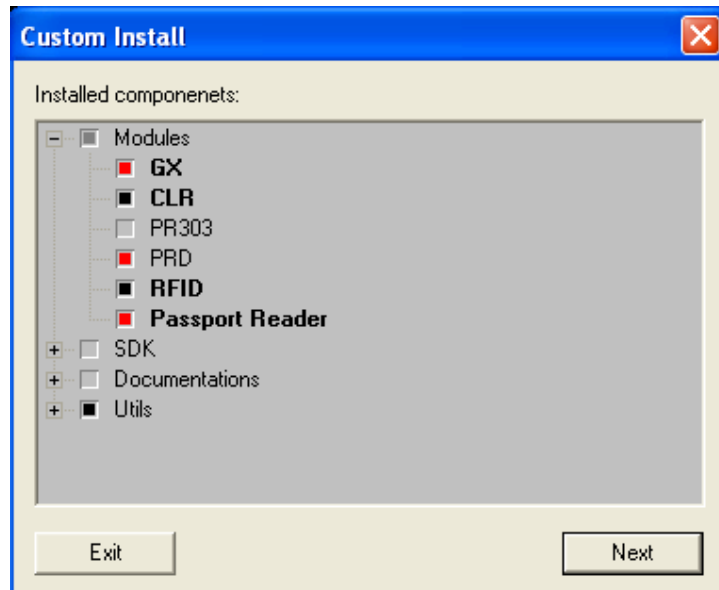 Custom Install
Installed componenets:
Modules
GX
CLR
PR303
PRD
RFID
Passport Reader
SDK
Documentations
Utils
Exit
Next